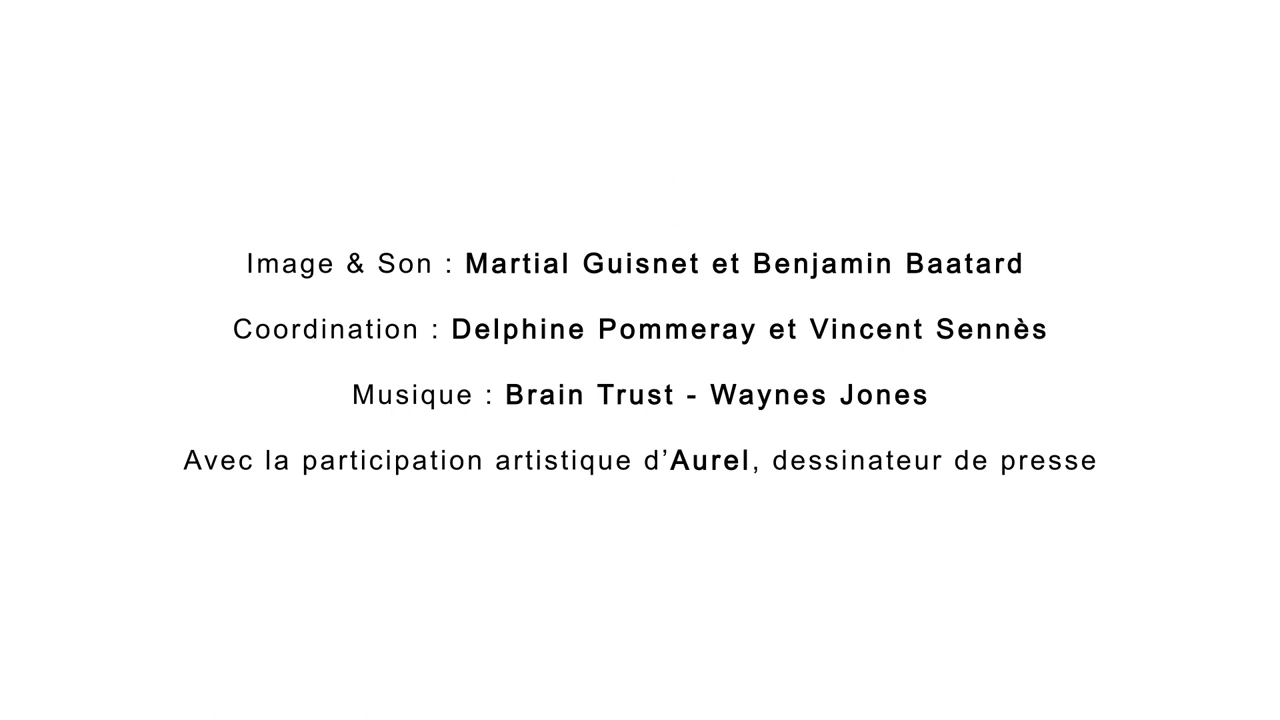 Image & Son : Martial Guisnet et Benjamin Baatard
Coordination : Delphine Pommeray et Vincent Sennès
Musique : Brain Trust - Waynes Jones
Avec la participation artistique d’Aurel, dessinateur de presse